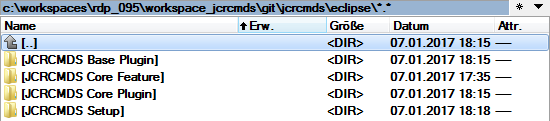 c:\workspaces\rdp_095\workspace_jcrcmds\git\jcrcmds\eclipse\*.*
Name Erw. Größe Datum Attr.
[..] <DIR> 07.01.2017 18:15 —
[JCRCMDS Base Plugin] <DIR> 07.01.2017 18:15 —
[JCRCMDS Core Feature] <DIR> 07.01.2017 17:35 —
[JCRCMDS Core Plugin] <DIR> 07.01.2017 18:15 —
[JCRCMDS Setup] <DIR> 07.01.2017 18:18 —